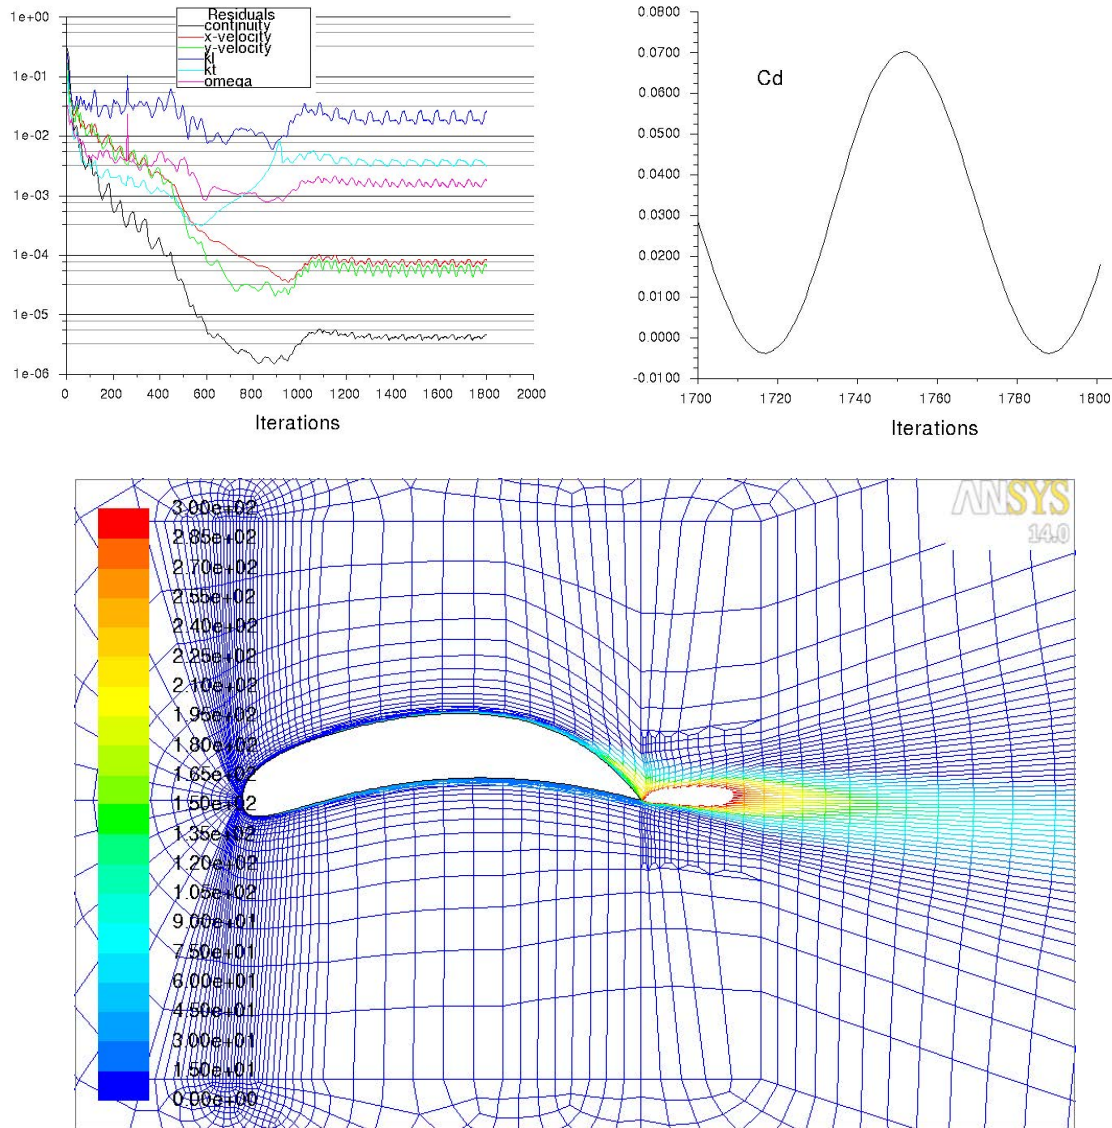 Residuals
continuity
x-velocity
y-velocity
kl
kt
omega
1e+00
1e-01
1e-02
1e-03
1e-04
1e-05
1e-06
0 200 400 600 800 1000 1200 1400 1600 1800 2000
Iterations
0.0800
0.0700
0.0600
0.0500
0.0400
0.0300
0.0200
0.0100
0.0000
-0.0100
Cd
1700 1720 1740 1760 1780 1800
Iterations
ANSYS
14.0
3.00e+02
2.85e+02
2.70e+02
2.55e+02
2.40e+02
2.25e+02
2.10e+02
1.95e+02
1.80e+02
1.65e+02
1.50e+02
1.35e+02
1.20e+02
1.05e+02
9.00e+01
7.50e+01
6.00e+01
4.50e+01
3.00e+01
1.50e+01
0.00e+00